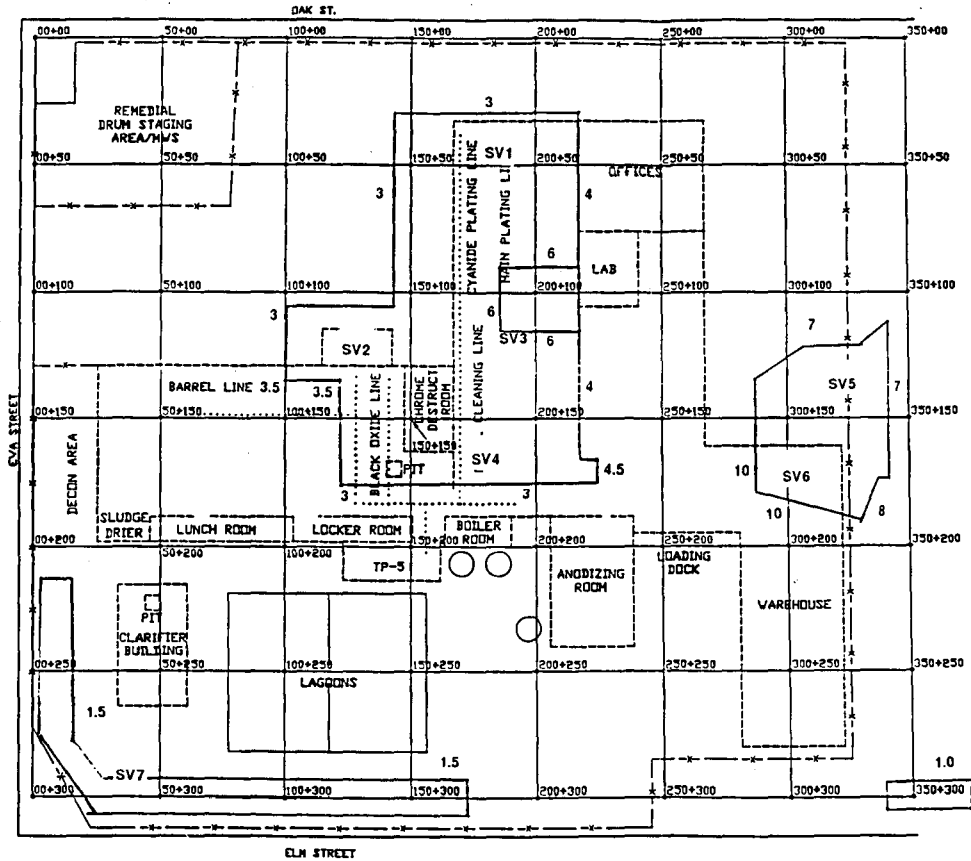 OAK ST.
00+00
50+00
100+00
150+00
200+00
250+00
300+00
350+00
REMEDIAL
DRUM STAGING
AREA/HWS
3
SV1
00+50
50+50
100+50
150+50
200+50
250+50
300+50
350+50
OFFICES
3
4
CYANIDE PLATING LINE
MAIN PLATING LI
6
LAB
00+100
50+100
100+100
150+100
200+100
250+100
300+100
350+100
3
6
7
SV3
6
SV2
SV5
7
BARREL LINE 3.5
3.5
4
BLACK OXIDE LINE
CHROME
DESTRUCT
ROOM
CLEANING LINE
EVA STREET
00+150
50+150
100+150
150+150
200+150
250+150
300+150
350+150
150+159
DECON AREA
PIT
SV4
4.5
10
SV6
3
3
10
8
SLUDGE
DRIER
LUNCH ROOM
LOCKER ROOM
BOILER
ROOM
00+200
50+200
100+200
150+200
200+200
250+200
300+200
350+200
LOADING
DOCK
TP-5
ANODIZING
ROOM
WAREHOUSE
PIT
CLARIFIER
BUILDING
00+250
50+250
100+250
150+250
200+250
250+250
300+250
350+250
LAGOONS
1.5
1.5
SV7
1.0
00+300
50+300
100+300
150+300
200+300
250+300
300+300
350+300
ELM STREET